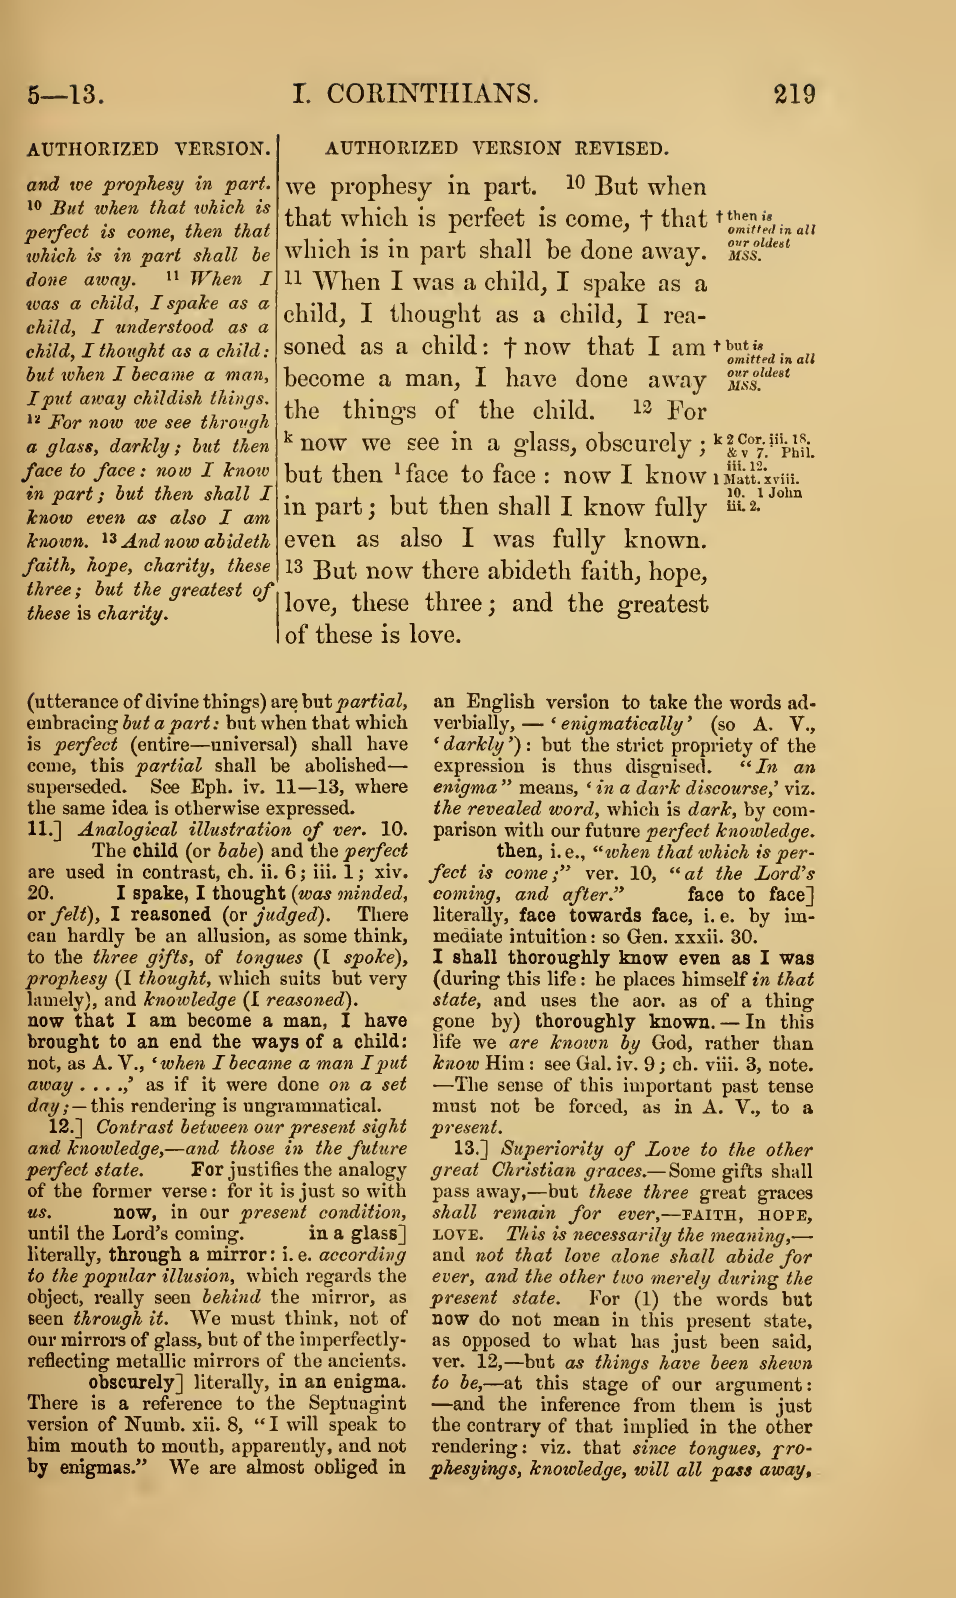 5—13.
I. CORINTHIANS.
219
AUTHORIZED VERSION.
and we prophesy in part.
10 But when that which is
perfect is come, then that
which is in part shall be
done away. 11 When I
was a child, I spake as a
child, I understood as a
child, I thought as a child:
but when I became a man,
I put away childish things.
12 For now we see through
a glass, darkly; but then
face to face: now I know
in part; but then shall I
know even as also I am
known. 13 And now abideth
faith, hope, charity, these
three; but the greatest of
these is charity.
AUTHORIZED VERSION REVISED.
we prophesy in part. 10 But when
that which is perfect is come, † that
which is in part shall be done away.
11 When I was a child, I spake as a
child, I thought as a child, I rea-
soned as a child: † now that I am
become a man, I have done away
the things of the child. 12 For
k now we see in a glass, obscurely;
but then l face to face: now I know
in part; but then shall I know fully
even as also I was fully known.
13 But now there abideth faith, hope,
love, these three; and the greatest
of these is love.
† then is
omitted in all
our oldest
MSS.
† but is
omitted in all
our oldest
MSS.
k 2 Cor. iii. 18.
& v 7. Phil.
iii. 12.
l Matt. xviii.
10. 1 John
iii. 2.
(utterance of divine things) are but partial,
embracing but a part: but when that which
is perfect (entire—universal) shall have
come, this partial shall be abolished—
superseded. See Eph. iv. 11—13, where
the same idea is otherwise expressed.
11.] Analogical illustration of ver. 10.
The child (or babe) and the perfect
are used in contrast, ch. ii. 6; iii. 1; xiv.
20. I spake, I thought (was minded,
or felt), I reasoned (or judged). There
can hardly be an allusion, as some think,
to the three gifts, of tongues (I spoke),
prophesy (I thought, which suits but very
lamely), and knowledge (I reasoned).
now that I am become a man, I have
brought to an end the ways of a child:
not, as A. V., ‘when I became a man I put
away . . . .,’ as if it were done on a set
day;—this rendering is ungrammatical.
12.] Contrast between our present sight
and knowledge,—and those in the future
perfect state. For justifies the analogy
of the former verse: for it is just so with
us. now, in our present condition,
until the Lord’s coming. in a glass]
literally, through a mirror: i. e. according
to the popular illusion, which regards the
object, really seen behind the mirror, as
seen through it. We must think, not of
our mirrors of glass, but of the imperfectly-
reflecting metallic mirrors of the ancients.
obscurely] literally, in an enigma.
There is a reference to the Septuagint
version of Numb. xii. 8, “I will speak to
him mouth to mouth, apparently, and not
by enigmas.” We are almost obliged in
an English version to take the words ad-
verbially, — ‘enigmatically’ (so A. V.,
‘darkly’): but the strict propriety of the
expression is thus disguised. “In an
enigma” means, ‘in a dark discourse,’ viz.
the revealed word, which is dark, by com-
parison with our future perfect knowledge.
then, i. e., “when that which is per-
fect is come;” ver. 10, “at the Lord’s
coming, and after.” face to face]
literally, face towards face, i. e. by im-
mediate intuition: so Gen. xxxii. 30.
I shall thoroughly know even as I was
(during this life: he places himself in that
state, and uses the aor. as of a thing
gone by) thoroughly known. — In this
life we are known by God, rather than
know Him: see Gal. iv. 9; ch. viii. 3, note.
—The sense of this important past tense
must not be forced, as in A. V., to a
present.
13.] Superiority of Love to the other
great Christian graces.—Some gifts shall
pass away,—but these three great graces
shall remain for ever,—FAITH, HOPE,
LOVE. This is necessarily the meaning,—
and not that love alone shall abide for
ever, and the other two merely during the
present state. For (1) the words but
now do not mean in this present state,
as opposed to what has just been said,
ver. 12,—but as things have been shewn
to be,—at this stage of our argument:
—and the inference from them is just
the contrary of that implied in the other
rendering: viz. that since tongues, pro-
phesyings, knowledge, will all pass away,